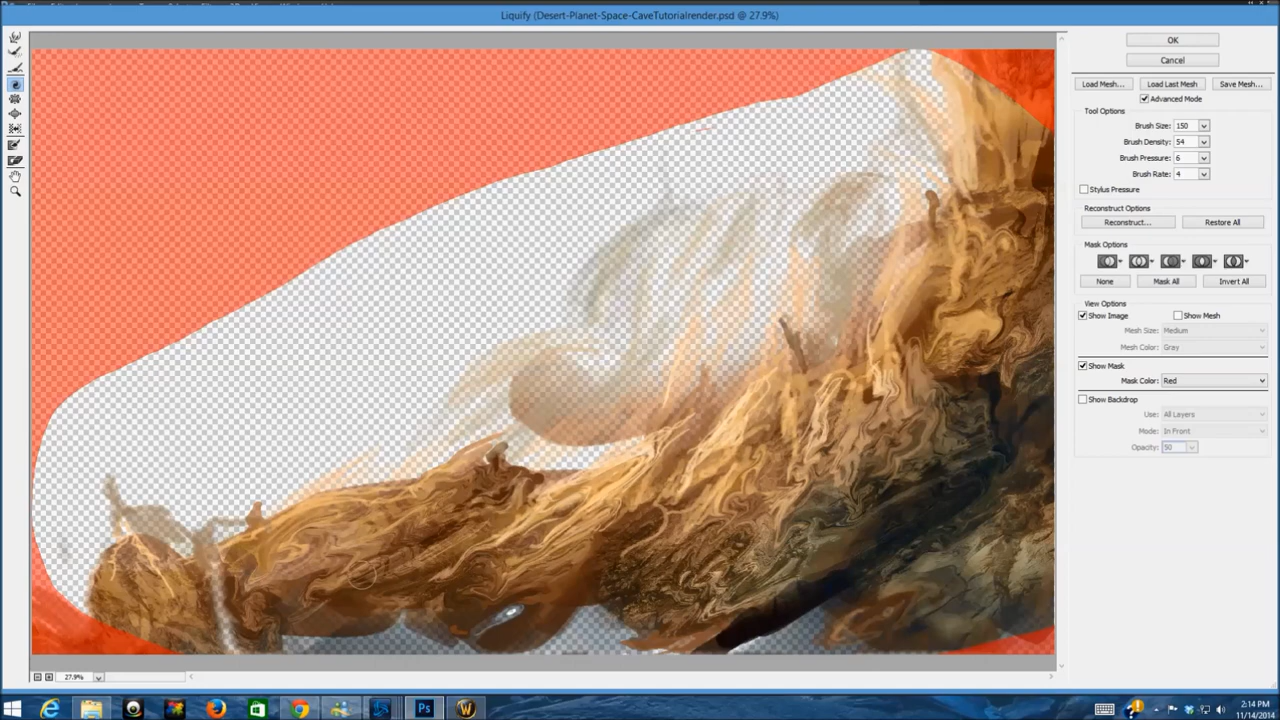 Liquify (Desert-Planet-Space-CaveTutorialrender.psd @ 27.9%)
OK
Cancel
Load Mesh... Load Last Mesh Save Mesh...
Advanced Mode
Tool Options
Brush Size: 150
Brush Density: 54
Brush Pressure: 6
Brush Rate: 4
Stylus Pressure
Reconstruct Options
Reconstruct... Restore All
Mask Options
None Mask All Invert All
View Options
Show Image Show Mesh
Mesh Size: Medium
Mesh Color: Gray
Show Mask
Mask Color: Red
Show Backdrop
Use: All Layers
Mode: In Front
Opacity: 50
27.9%
Ps
W
2:14 PM
11/14/2014